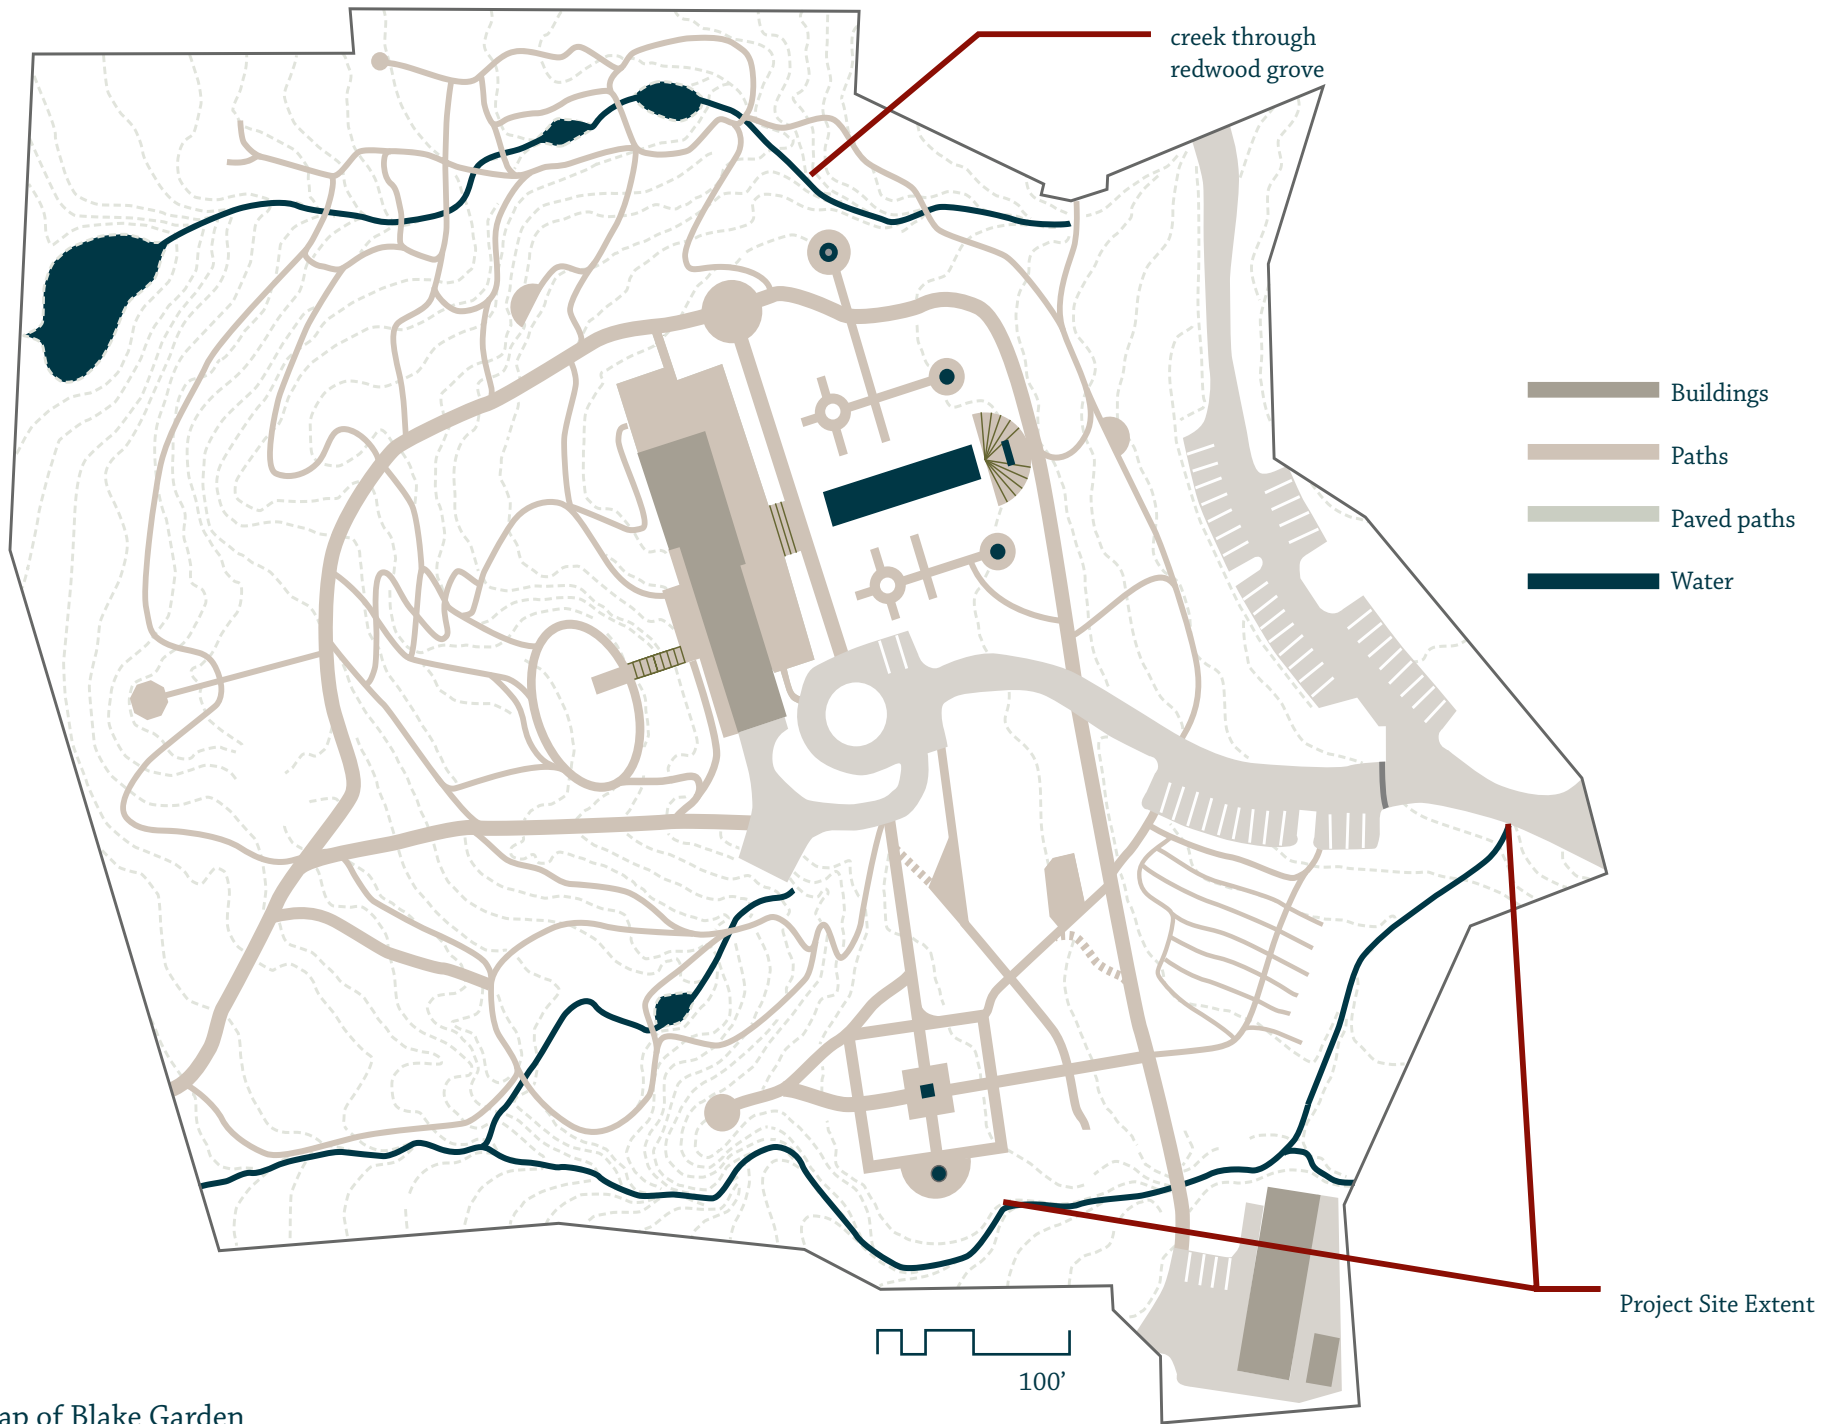 creek through
redwood grove
Buildings
Paths
Paved paths
Water
Project Site Extent
100’
ap of Blake Garden